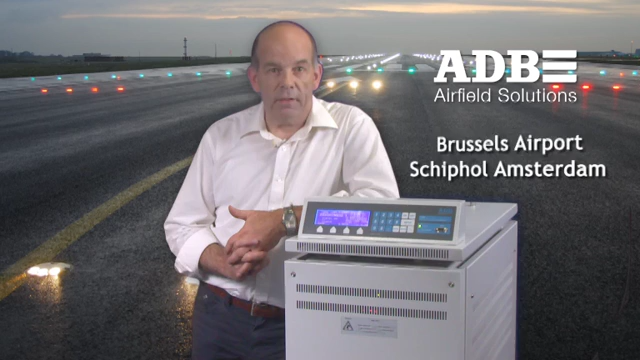 ADB
Airfield Solutions
Brussels Airport
Schiphol Amsterdam